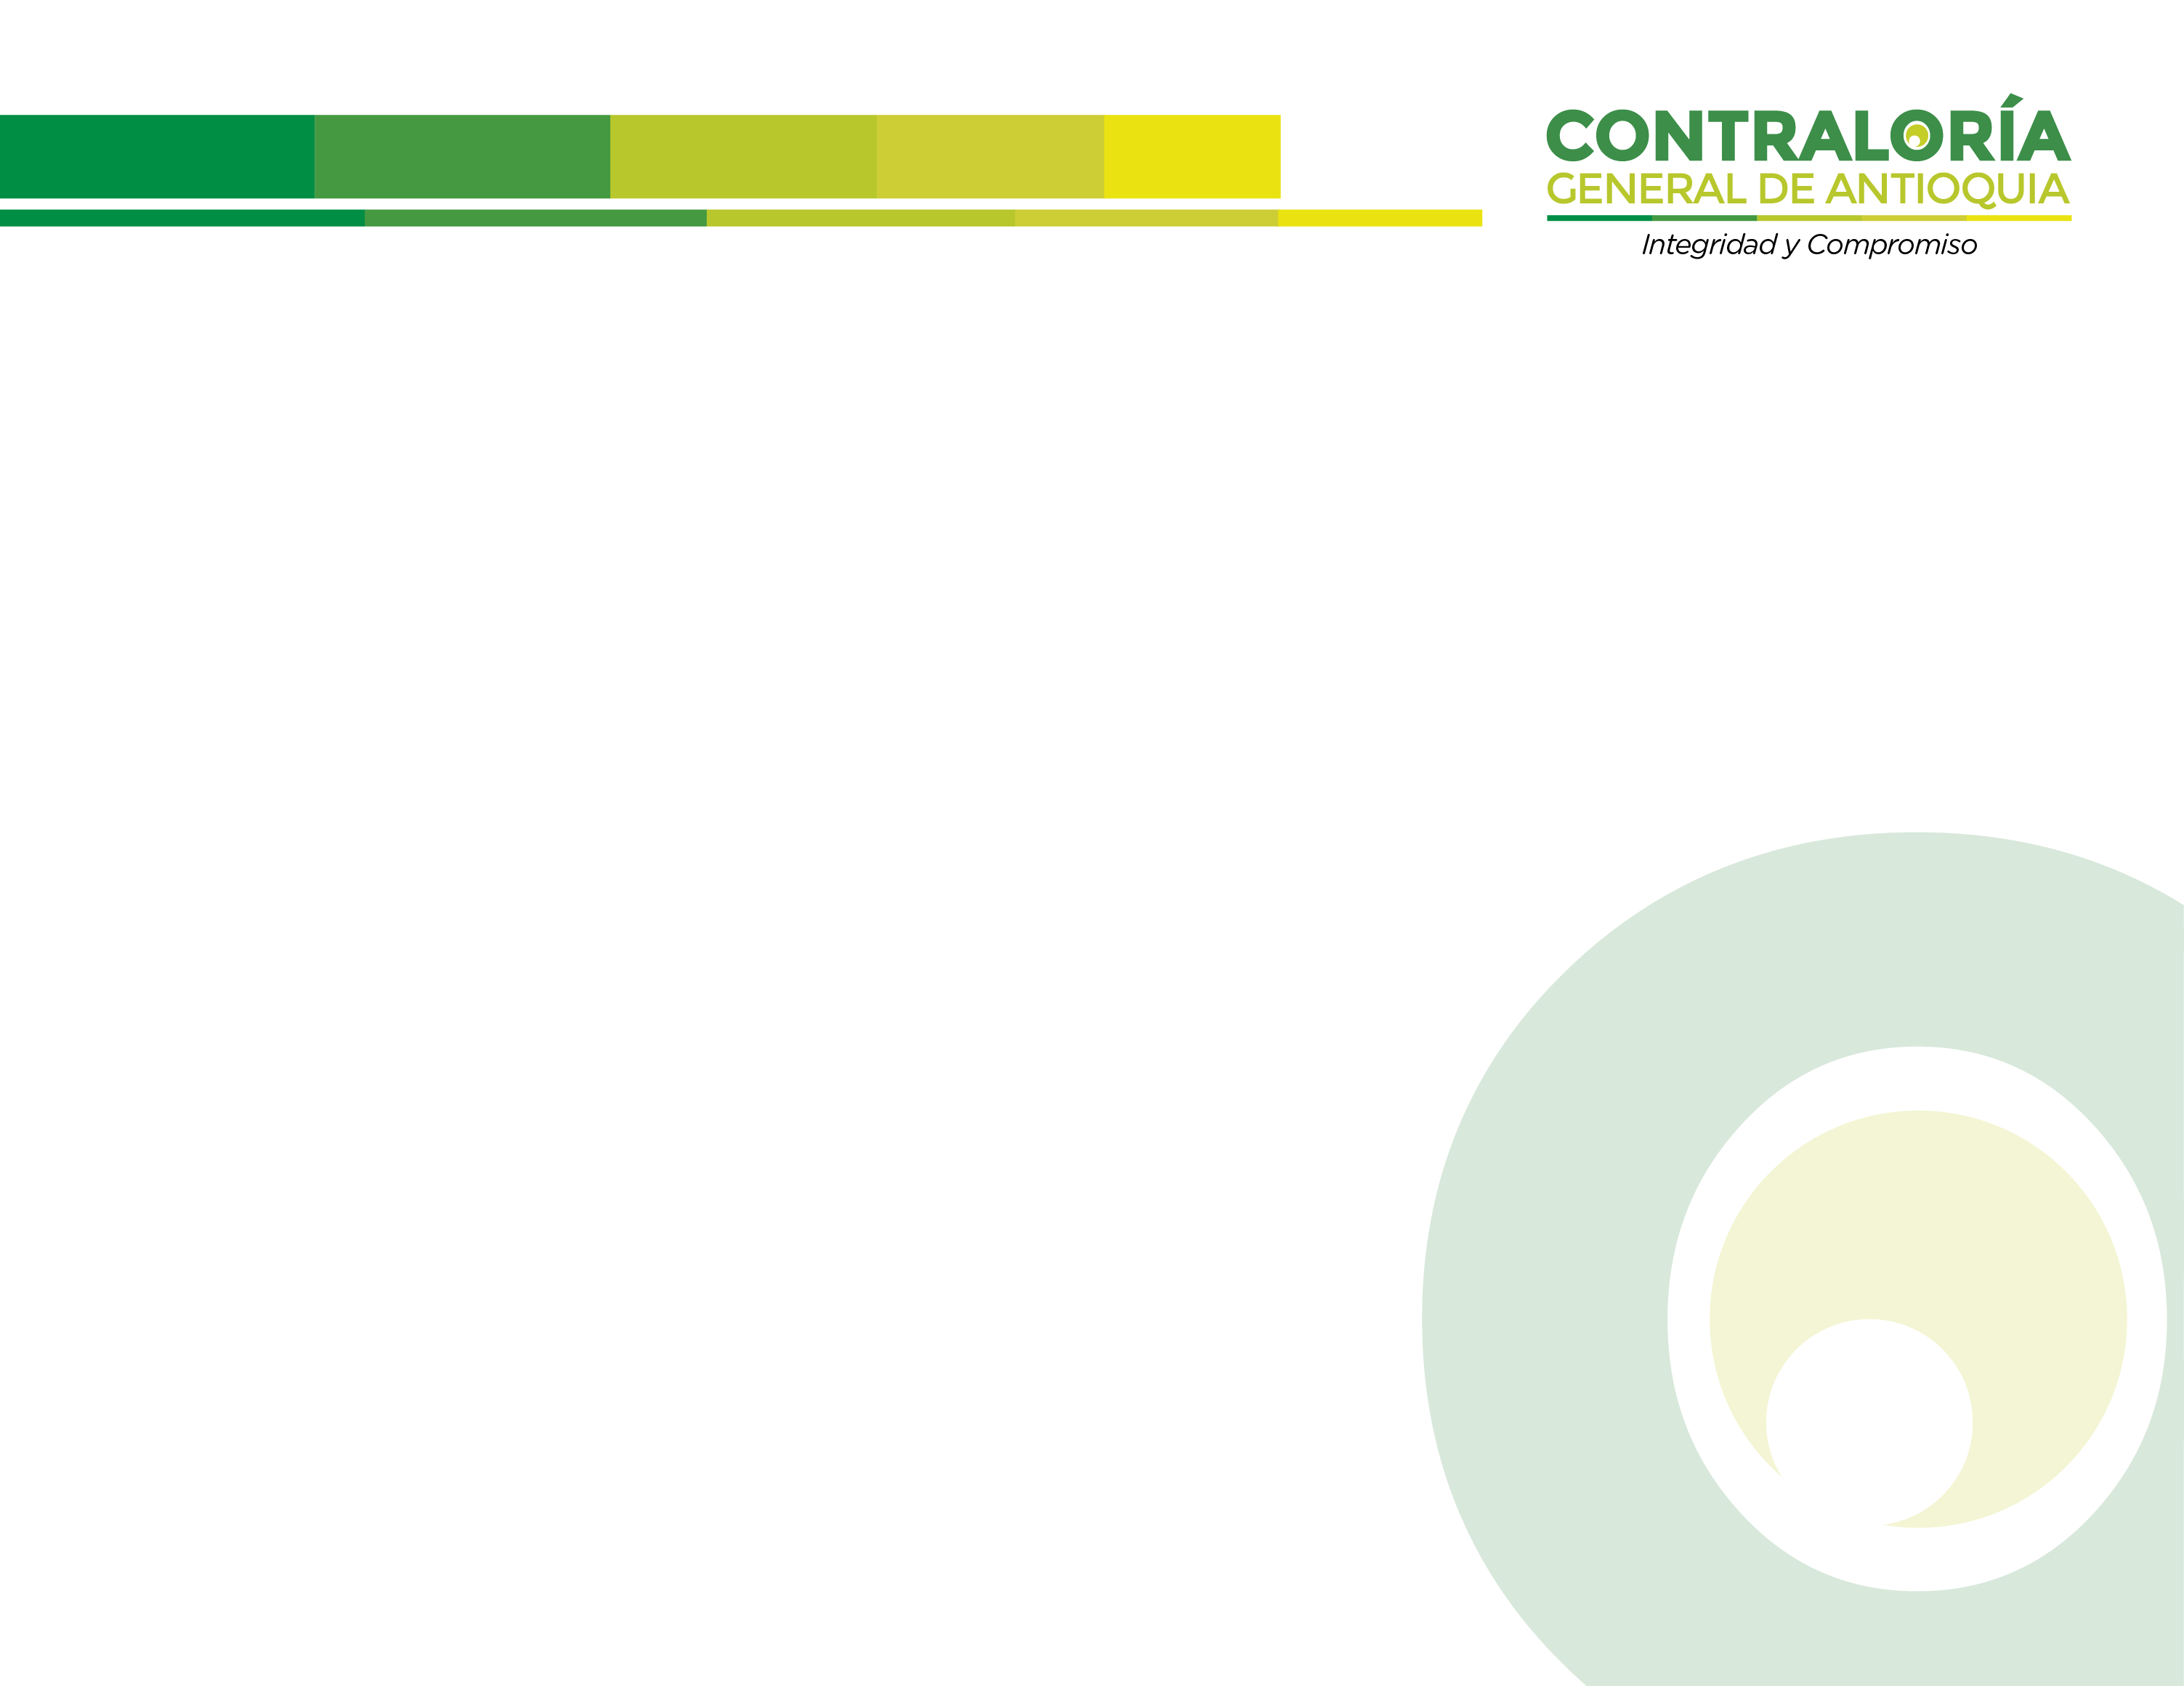 CONTRALORÍA
GENERAL DE ANTIOQUIA
Integridad y Compromiso